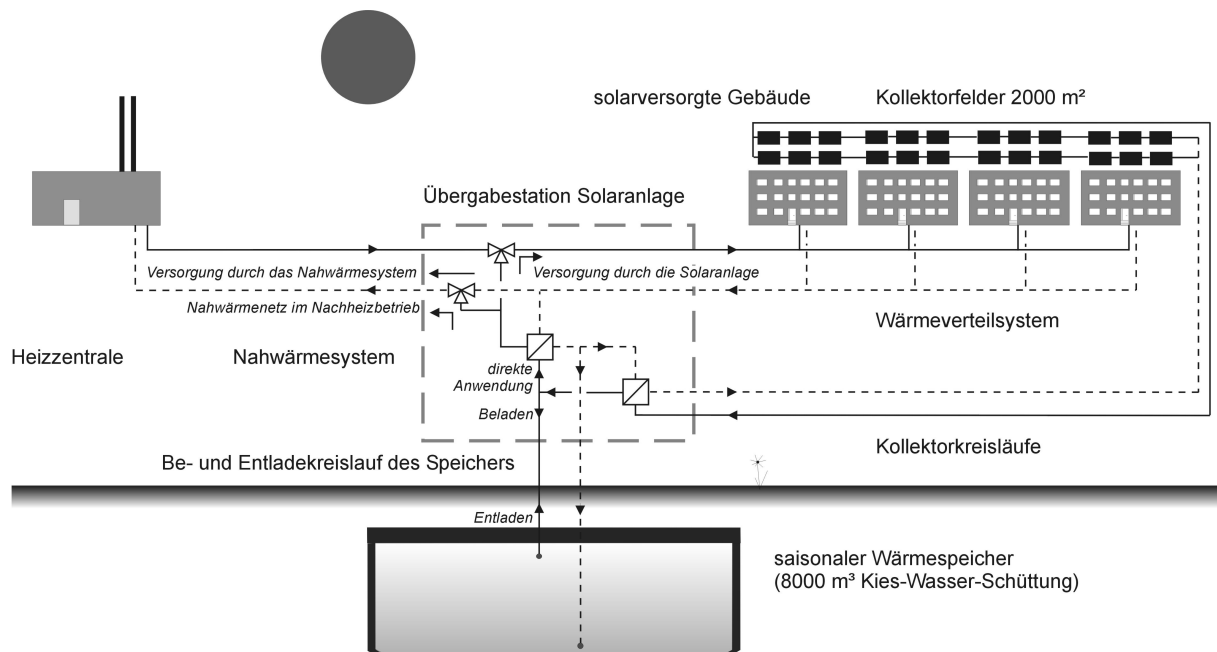 solarversorgte Gebäude
Kollektorfelder 2000 m²
Übergabestation Solaranlage
Versorgung durch das Nahwärmesystem
Versorgung durch die Solaranlage
Nahwärmenetz im Nachheizbetrieb
Wärmeverteilsystem
Heizzentrale
Nahwärmesystem
direkte
Anwendung
Beladen
Kollektorkreisläufe
Be- und Entladekreislauf des Speichers
Entladen
saisonaler Wärmespeicher
(8000 m³ Kies-Wasser-Schüttung)